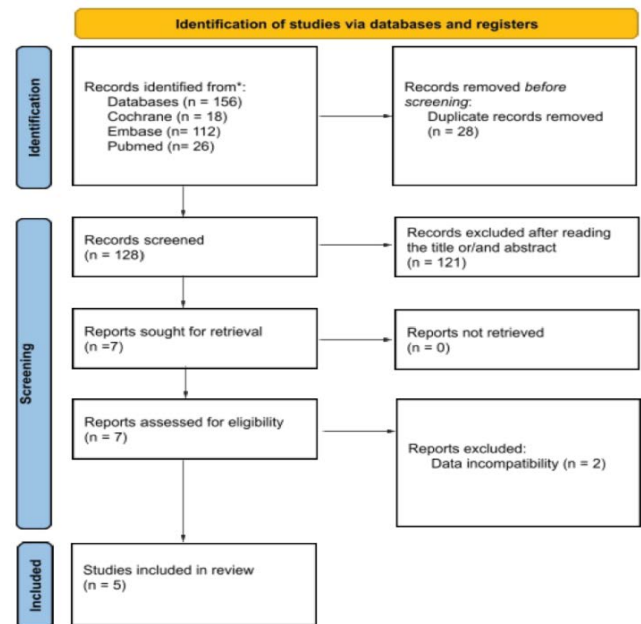 Identification of studies via databases and registers
Identification
Records identified from*:
Databases (n = 156)
Cochrane (n = 18)
Embase (n= 112)
Pubmed (n= 26)
Records removed before
screening:
Duplicate records removed
(n = 28)
Screening
Records screened
(n = 128)
Records excluded after reading
the title or/and abstract
(n = 121)
Reports sought for retrieval
(n =7)
Reports not retrieved
(n = 0)
Reports assessed for eligibility
(n = 7)
Reports excluded:
Data incompatibility (n = 2)
Included
Studies included in review
(n = 5)